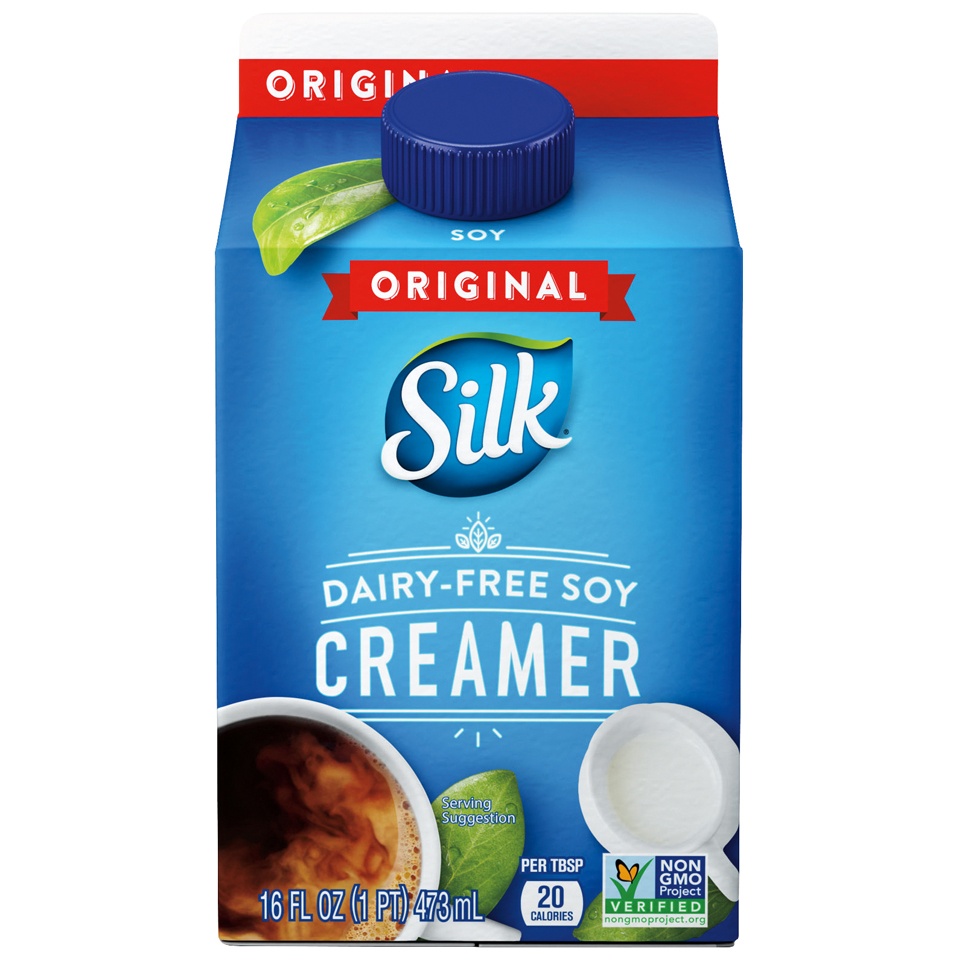 ORIGINAL
SOY
ORIGINAL
Silk®
DAIRY-FREE SOY
CREAMER
Serving
Suggestion
PER TBSP
20
CALORIES
16 FL OZ (1 PT) 473 mL
NON
GMO
Project
VERIFIED
nongmoproject.org